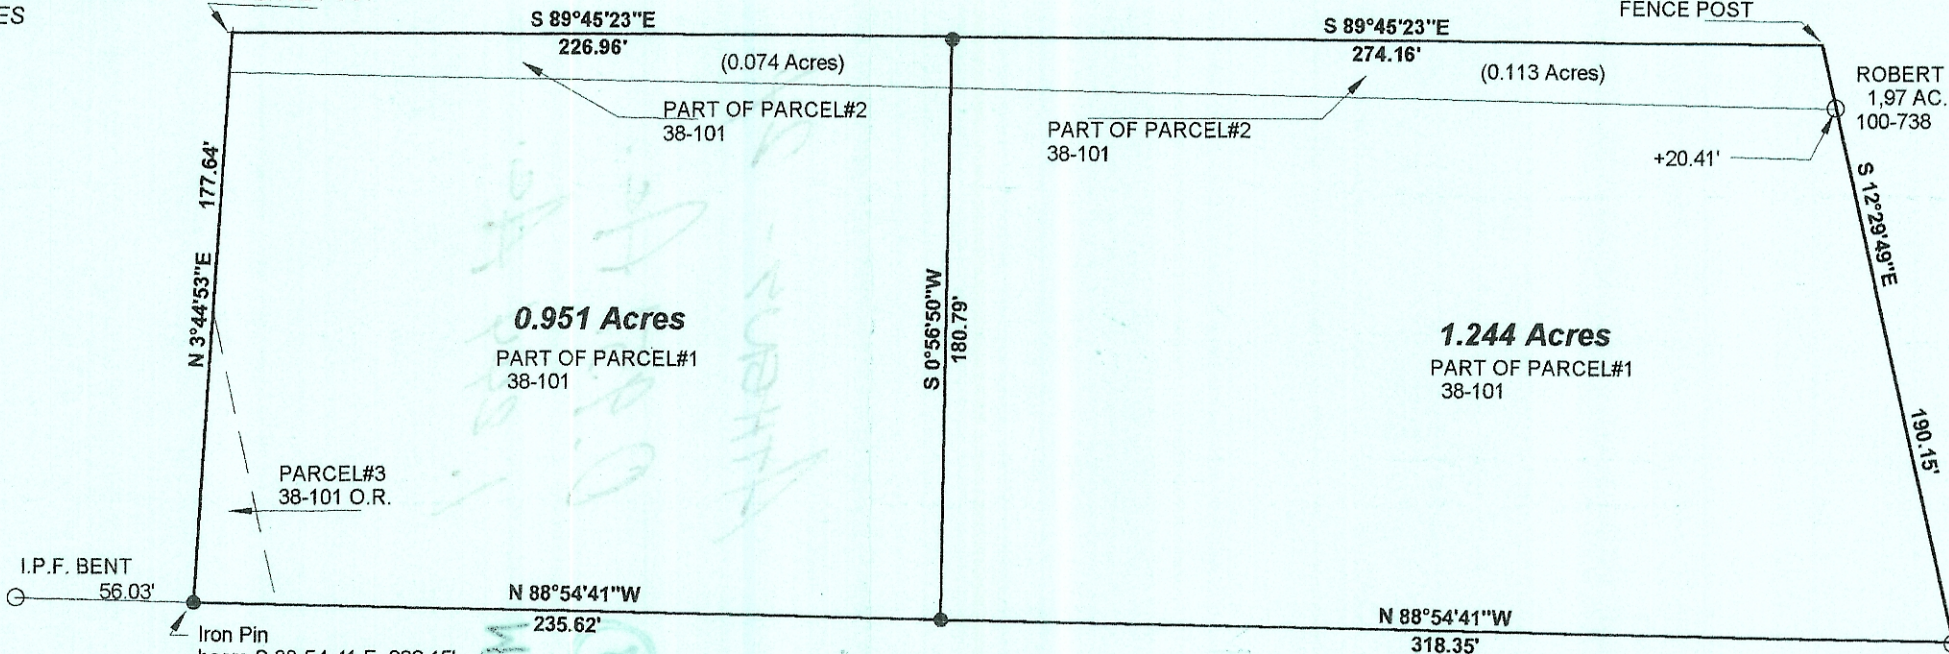 ES
S 89°45'23"E
226.96'
(0.074 Acres)
PART OF PARCEL#2
38-101
S 89°45'23"E
274.16'
(0.113 Acres)
PART OF PARCEL#2
38-101
FENCE POST
ROBERT
1,97 AC.
100-738
+20.41'
S 12°29'49"E
190.15'
177.64'
N 3°44'53"E
0.951 Acres
PART OF PARCEL#1
38-101
S 0°56'50"W
180.79'
1.244 Acres
PART OF PARCEL#1
38-101
PARCEL#3
38-101 O.R.
I.P.F. BENT
56.03'
N 88°54'41"W
235.62'
N 88°54'41"W
318.35'
Iron Pin